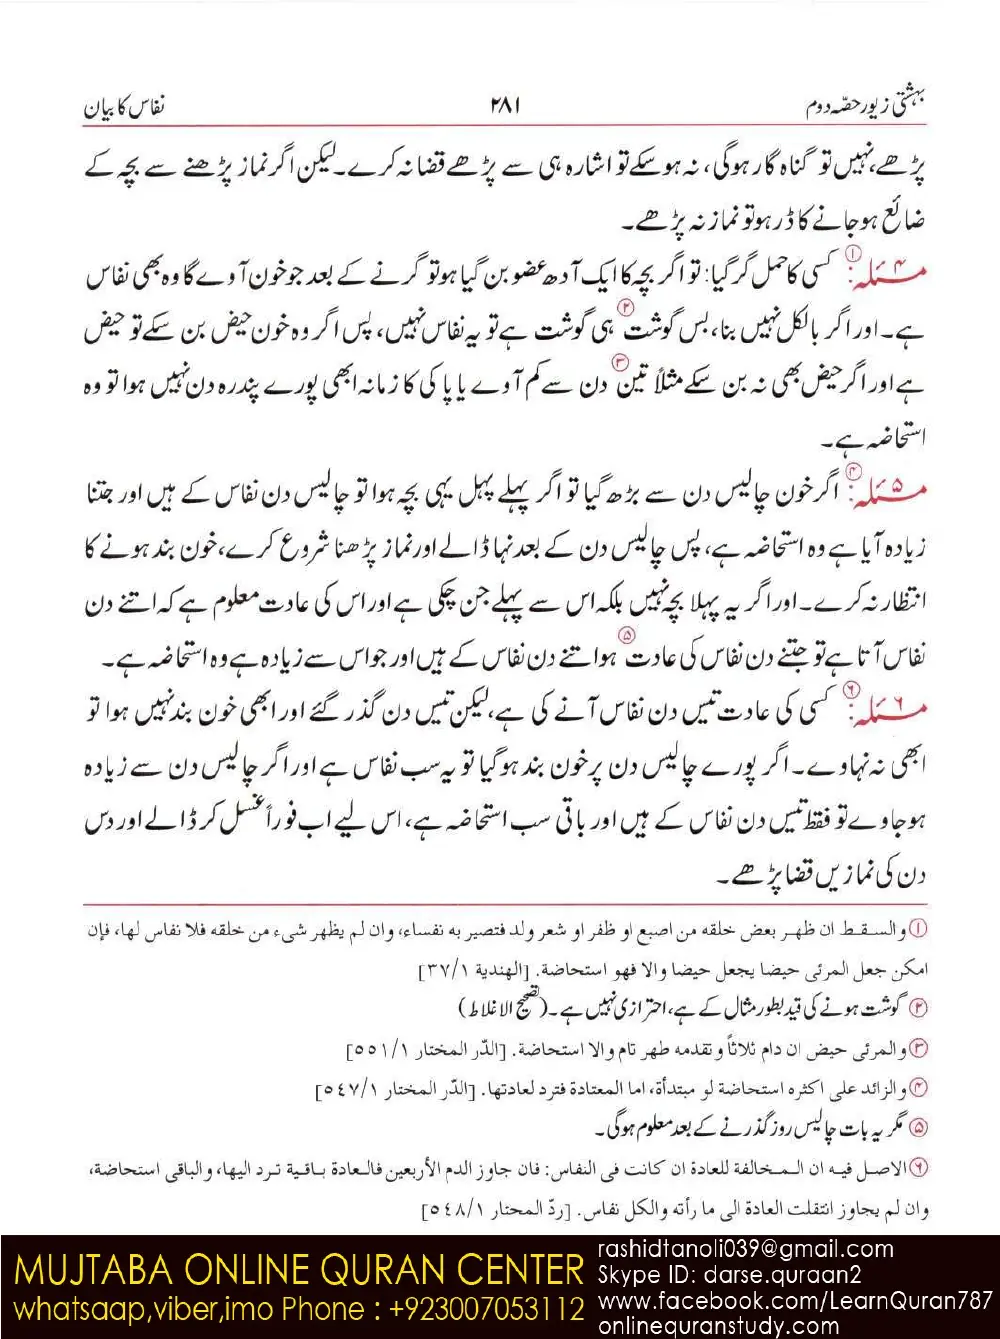 بہشتی زیور حصّہ دوم ۲۸۱ نفاس کا بیان
پڑھے، نہیں تو گناہ گار ہوگی، نہ ہوسکے تو اشارہ ہی سے پڑھے قضا نہ کرے۔ لیکن اگر نماز پڑھنے سے بچہ کے
ضائع ہوجانے کا ڈر ہو تو نماز نہ پڑھے۔
مسئلہ ۴: ① کسی کا حمل گر گیا: تو اگر بچہ کا ایک آدھ عضو بن گیا ہو تو گرنے کے بعد جو خون آوے گا وہ بھی نفاس
ہے۔ اور اگر بالکل نہیں بنا، بس گوشت ② ہی گوشت ہے تو یہ نفاس نہیں، پس اگر وہ خون حیض بن سکے تو حیض
ہے اور اگر حیض بھی نہ بن سکے مثلاً تین ③ دن سے کم آوے یا پاکی کا زمانہ ابھی پورے پندرہ دن نہیں ہوا تو وہ
استحاضہ ہے۔
مسئلہ ۵: ④ اگر خون چالیس دن سے بڑھ گیا تو اگر پہلے پہل یہی بچہ ہوا تو چالیس دن نفاس کے ہیں اور جتنا
زیادہ آیا ہے وہ استحاضہ ہے، پس چالیس دن کے بعد نہا ڈالے اور نماز پڑھنا شروع کرے، خون بند ہونے کا
انتظار نہ کرے۔ اور اگر یہ پہلا بچہ نہیں بلکہ اس سے پہلے جن چکی ہے اور اس کی عادت معلوم ہے کہ اتنے دن
نفاس آتا ہے تو جتنے دن نفاس کی عادت ⑤ ہو اتنے دن نفاس کے ہیں اور جو اس سے زیادہ ہے وہ استحاضہ ہے۔
مسئلہ ۶: ⑥ کسی کی عادت تیس دن نفاس آنے کی ہے، لیکن تیس دن گذر گئے اور ابھی خون بند نہیں ہوا تو
ابھی نہ نہاوے۔ اگر پورے چالیس دن پر خون بند ہوگیا تو یہ سب نفاس ہے اور اگر چالیس دن سے زیادہ
ہوجاوے تو فقط تیس دن نفاس کے ہیں اور باقی سب استحاضہ ہے، اس لیے اب فوراً غسل کر ڈالے اور دس
دن کی نمازیں قضا پڑھے۔
① والسقط ان ظهر بعض خلقه من اصبع او ظفر او شعر ولد فتصير به نفساء، وان لم يظهر شيء من خلقه فلا نفاس لها، فإن
امكن جعل المرئى حيضا يجعل حيضا والا فهو استحاضة. [الهندية ۳۷/۱]
② گوشت ہونے کی قید بطور مثال کے ہے، احترازی نہیں ہے۔ (تصحیح الاغلاط)
③ والمرئى حيض ان دام ثلاثاً وتقدمه طهر تام والا استحاضة. [الدّر المختار ٥٥١/١]
④ والزائد على اكثره استحاضة لو مبتدأة، اما المعتادة فترد لعادتها. [الدّر المختار ٥٤٧/١]
⑤ مگر یہ بات چالیس روز گذرنے کے بعد معلوم ہوگی۔
⑥ الاصل فيه ان المخالفة للعادة ان كانت فى النفاس: فان جاوز الدم الأربعين فالعادة باقية ترد اليها، والباقى استحاضة،
وان لم يجاوز انتقلت العادة الى ما رأته والكل نفاس. [ردّ المحتار ٥٤٨/١]
MUJTABA ONLINE QURAN CENTER
whatsaap,viber,imo Phone : +923007053112
rashidtanoli039@gmail.com
Skype ID: darse.quraan2
www.facebook.com/LearnQuran787
onlinequranstudy.com